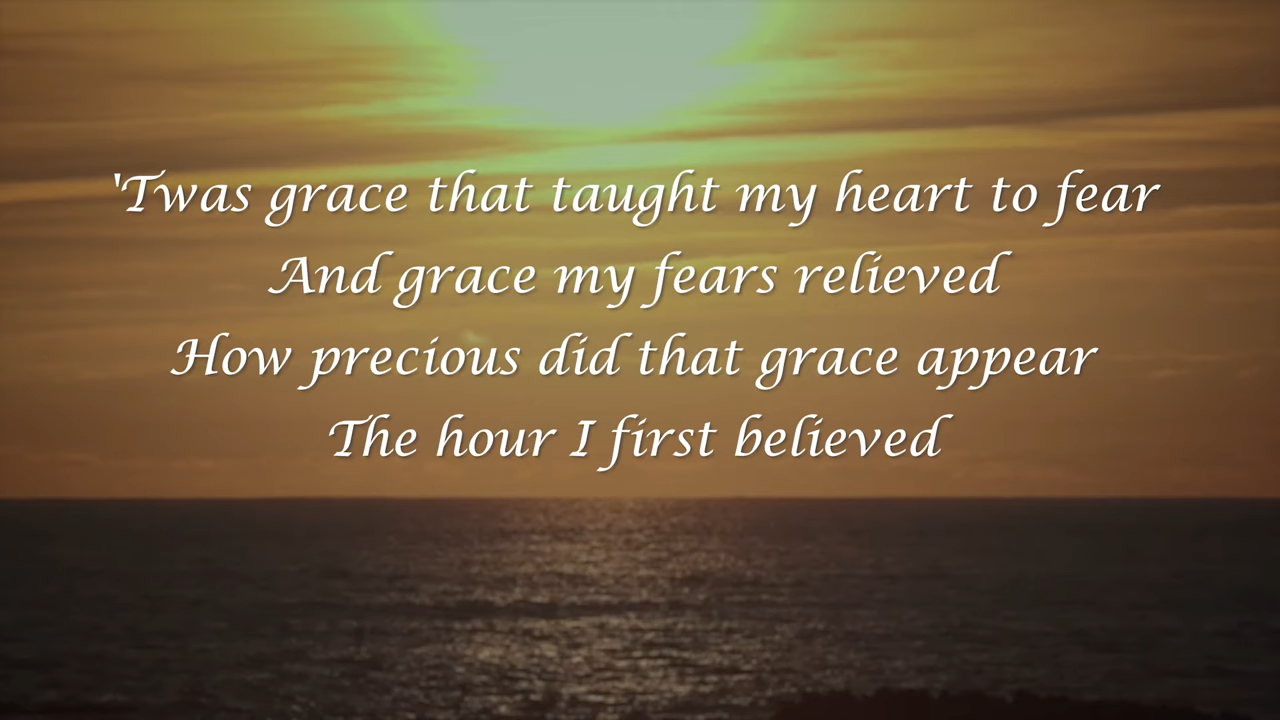 'Twas grace that taught my heart to fear
And grace my fears relieved
How precious did that grace appear
The hour I first believed